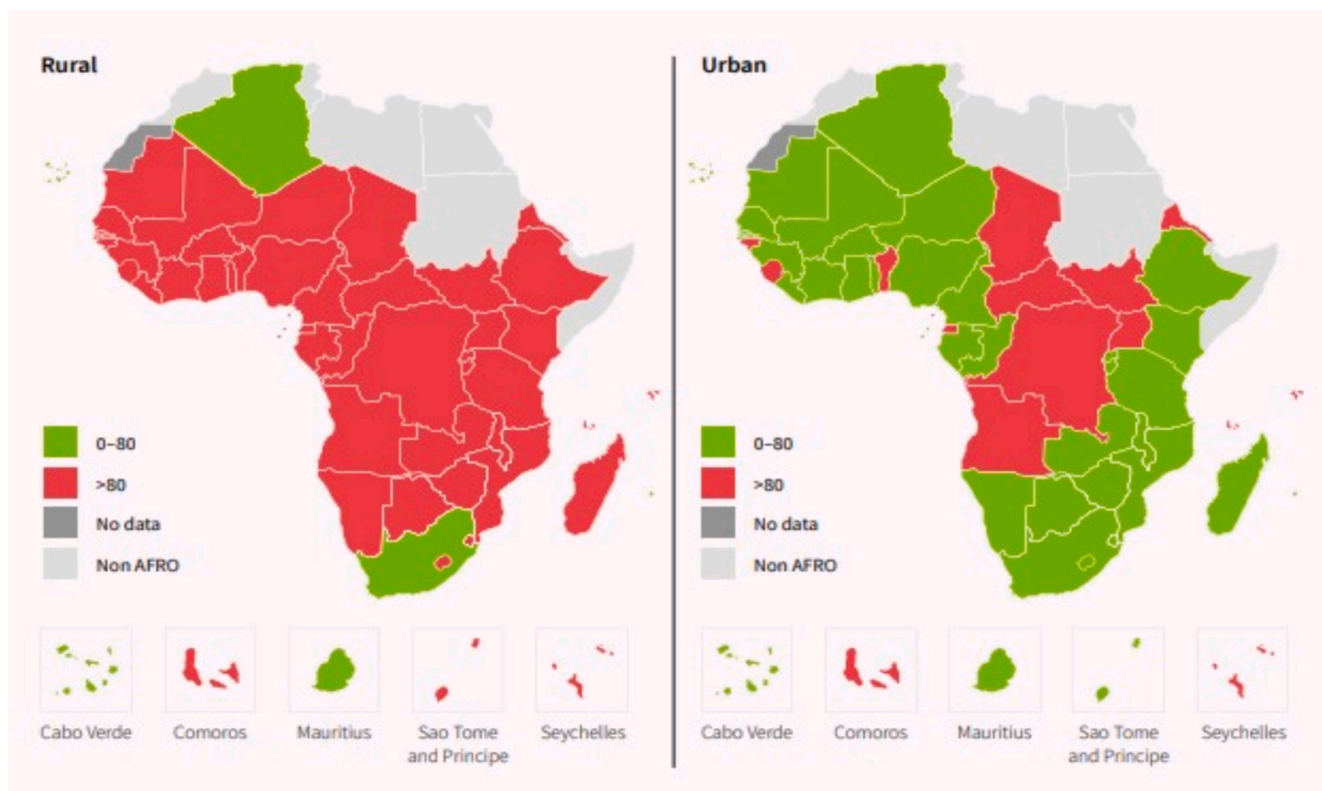 Rural
0–80
>80
No data
Non AFRO
Cabo Verde
Comoros
Mauritius
Sao Tome
and Principe
Seychelles
Urban
0–80
>80
No data
Non AFRO
Cabo Verde
Comoros
Mauritius
Sao Tome
and Principe
Seychelles